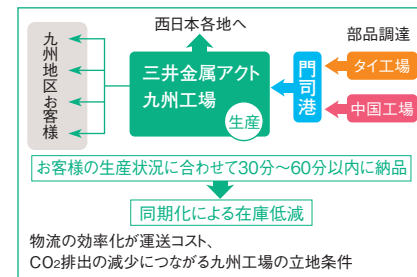 西日本各地へ
部品調達
九州地区お客様
三井金属アクト
九州工場
生産
門司港
タイ工場
中国工場
お客様の生産状況に合わせて30分〜60分以内に納品
同期化による在庫低減
物流の効率化が運送コスト、
CO₂排出の減少につながる九州工場の立地条件